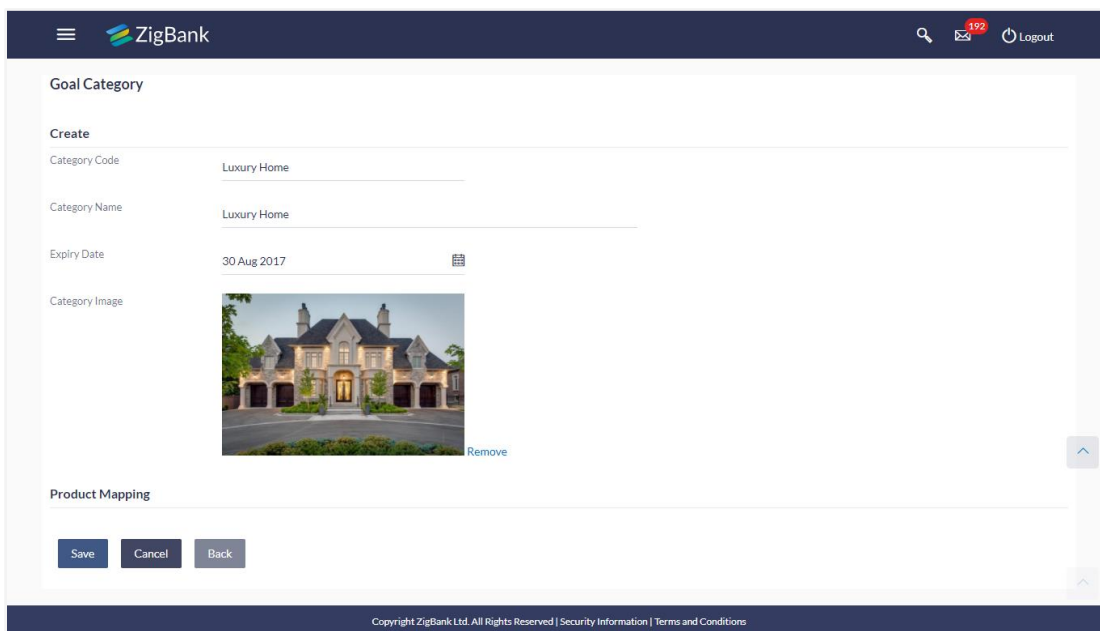 ZigBank
192
Logout
Goal Category
Create
Category Code
Luxury Home
Category Name
Luxury Home
Expiry Date
30 Aug 2017
Category Image
Remove
Product Mapping
Save Cancel Back
Copyright ZigBank Ltd. All Rights Reserved | Security Information | Terms and Conditions